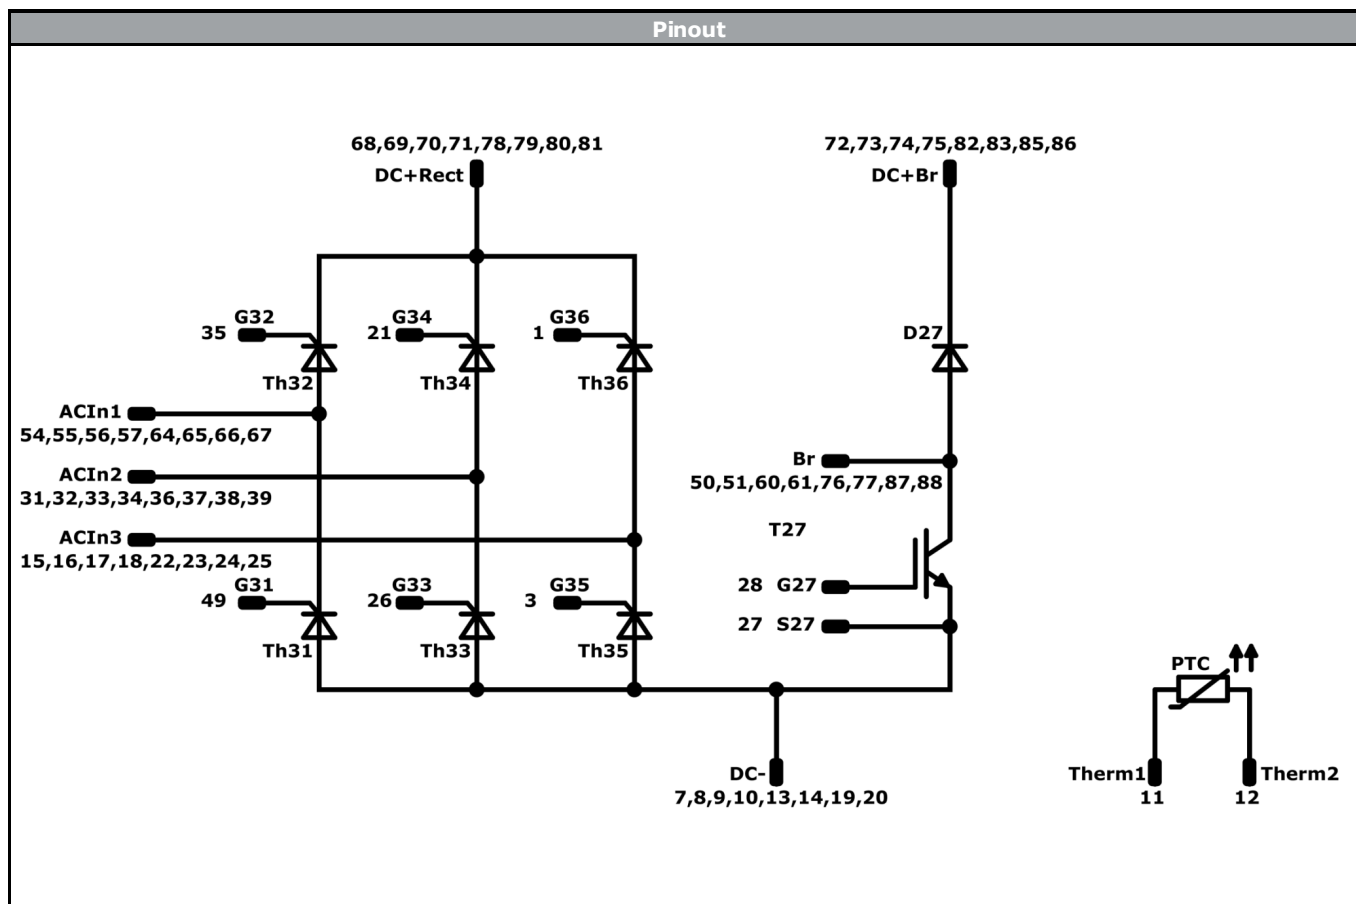 Pinout
68,69,70,71,78,79,80,81
DC+Rect
72,73,74,75,82,83,85,86
DC+Br
35 G32
21 G34
1 G36
D27
Th32
Th34
Th36
ACIn1
54,55,56,57,64,65,66,67
Br
50,51,60,61,76,77,87,88
ACIn2
31,32,33,34,36,37,38,39
T27
ACIn3
15,16,17,18,22,23,24,25
49 G31
26 G33
3 G35
28 G27
27 S27
Th31
Th33
Th35
PTC
DC-
7,8,9,10,13,14,19,20
Therm1
11
Therm2
12